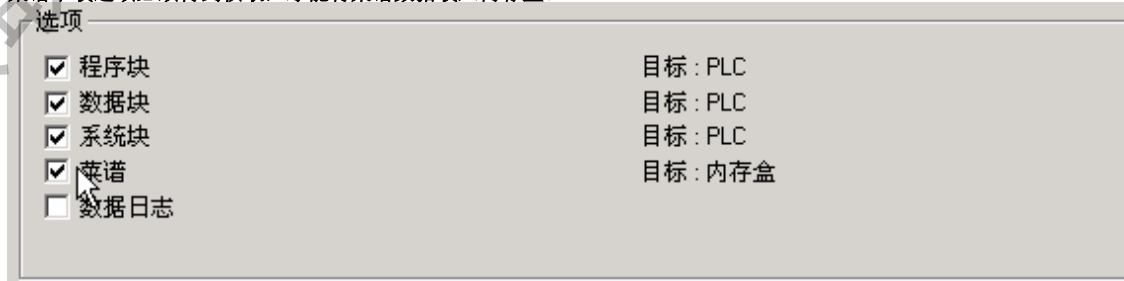 选项
程序块 目标 : PLC
数据块 目标 : PLC
系统块 目标 : PLC
菜谱 目标 : 内存盒
数据日志